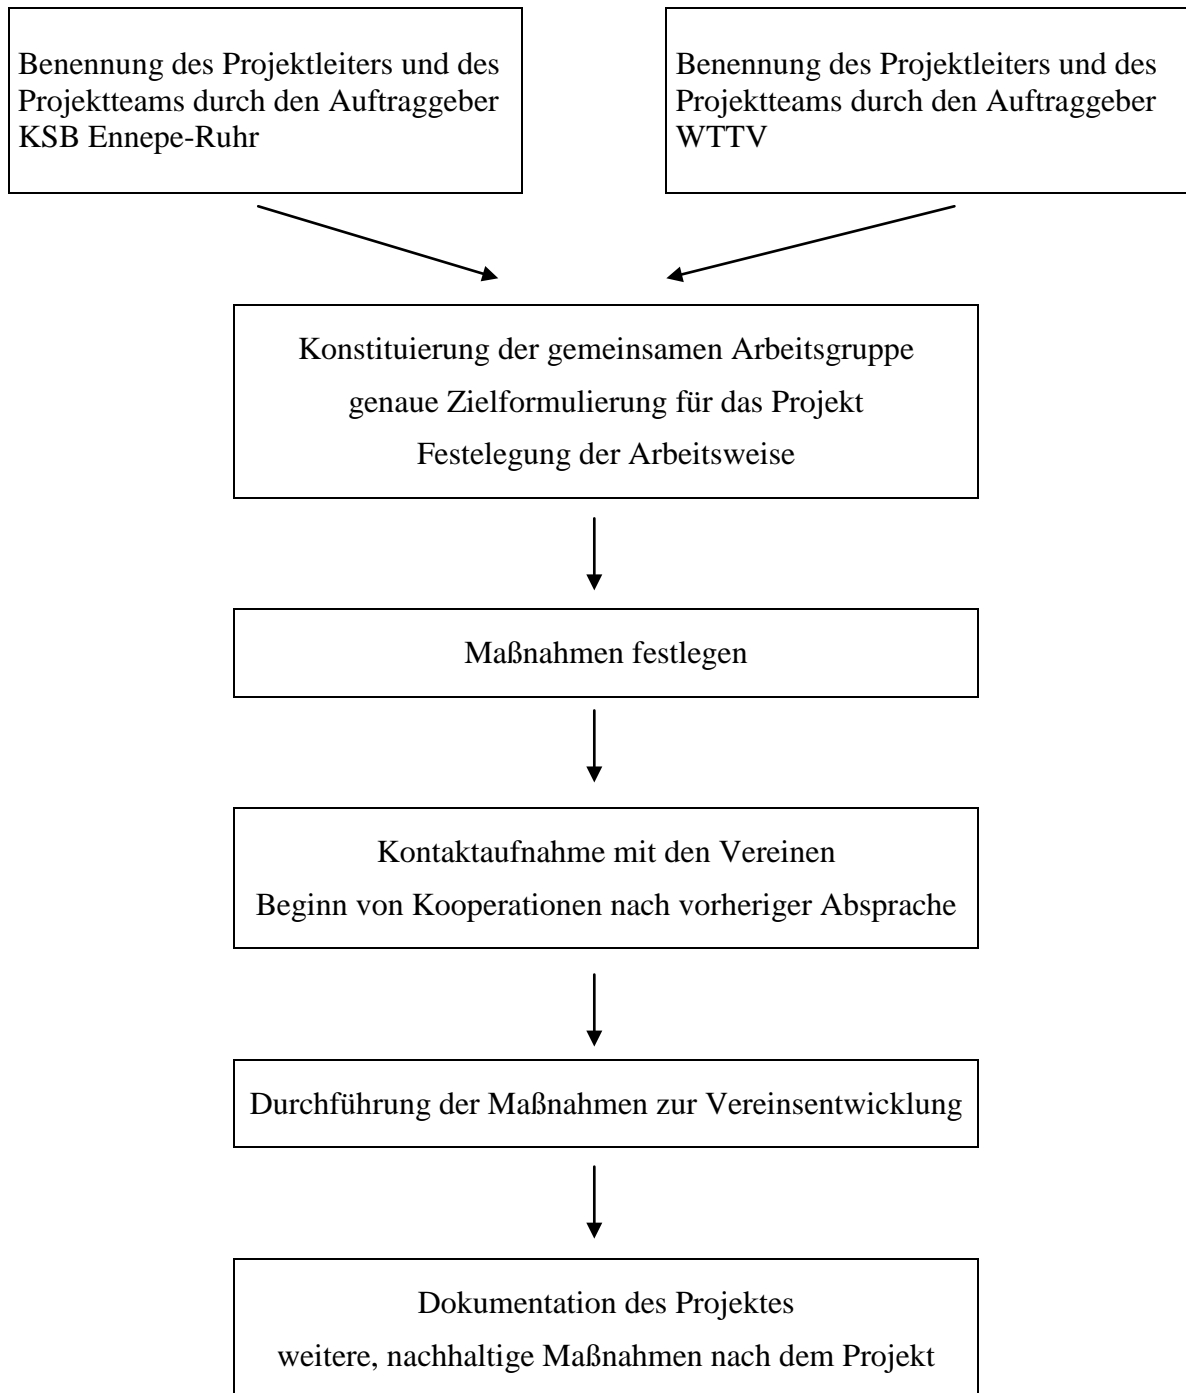 Benennung des Projektleiters und des
Projektteams durch den Auftraggeber
KSB Ennepe-Ruhr
Benennung des Projektleiters und des
Projektteams durch den Auftraggeber
WTTV
Konstituierung der gemeinsamen Arbeitsgruppe
genaue Zielformulierung für das Projekt
Festelegung der Arbeitsweise
Maßnahmen festlegen
Kontaktaufnahme mit den Vereinen
Beginn von Kooperationen nach vorheriger Absprache
Durchführung der Maßnahmen zur Vereinsentwicklung
Dokumentation des Projektes
weitere, nachhaltige Maßnahmen nach dem Projekt